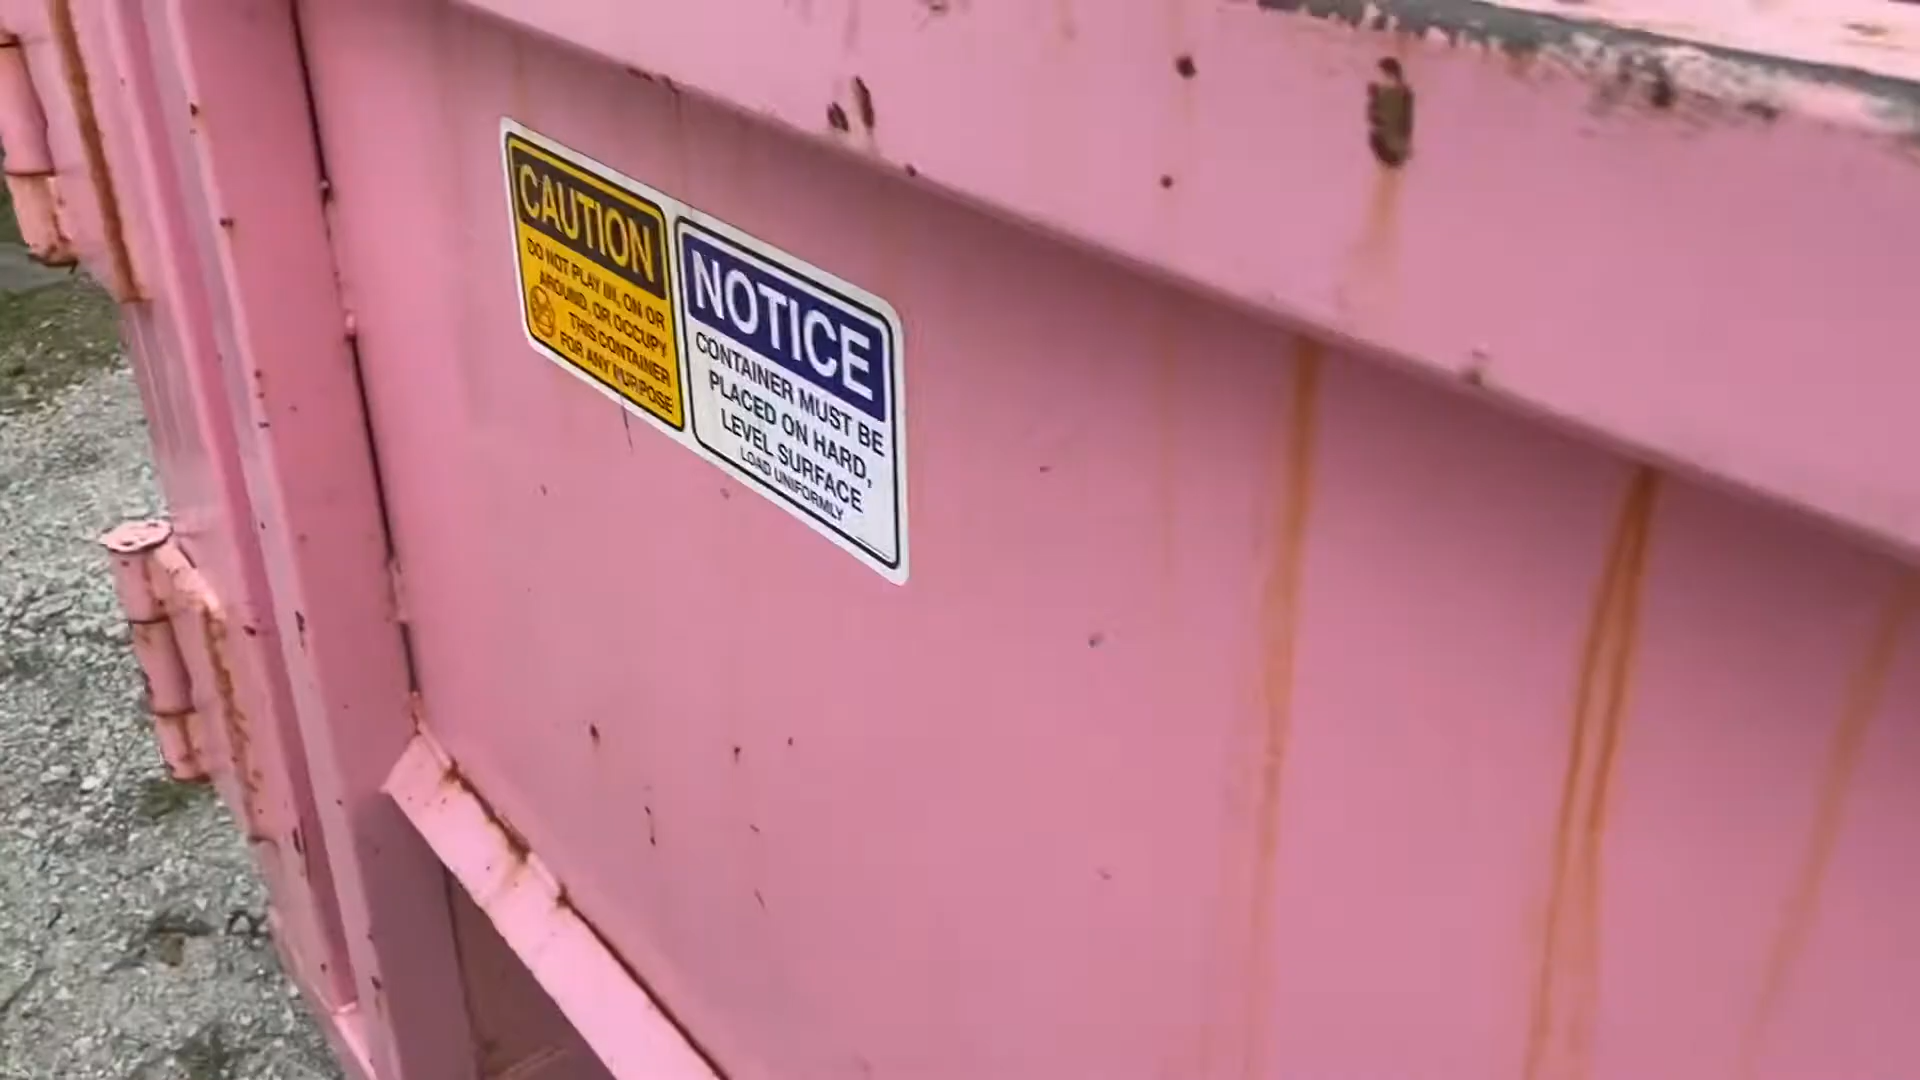 CAUTION
DO NOT PLAY IN, ON OR
AROUND, OR OCCUPY
THIS CONTAINER
FOR ANY PURPOSE
NOTICE
CONTAINER MUST BE
PLACED ON HARD,
LEVEL SURFACE
LOAD UNIFORMLY